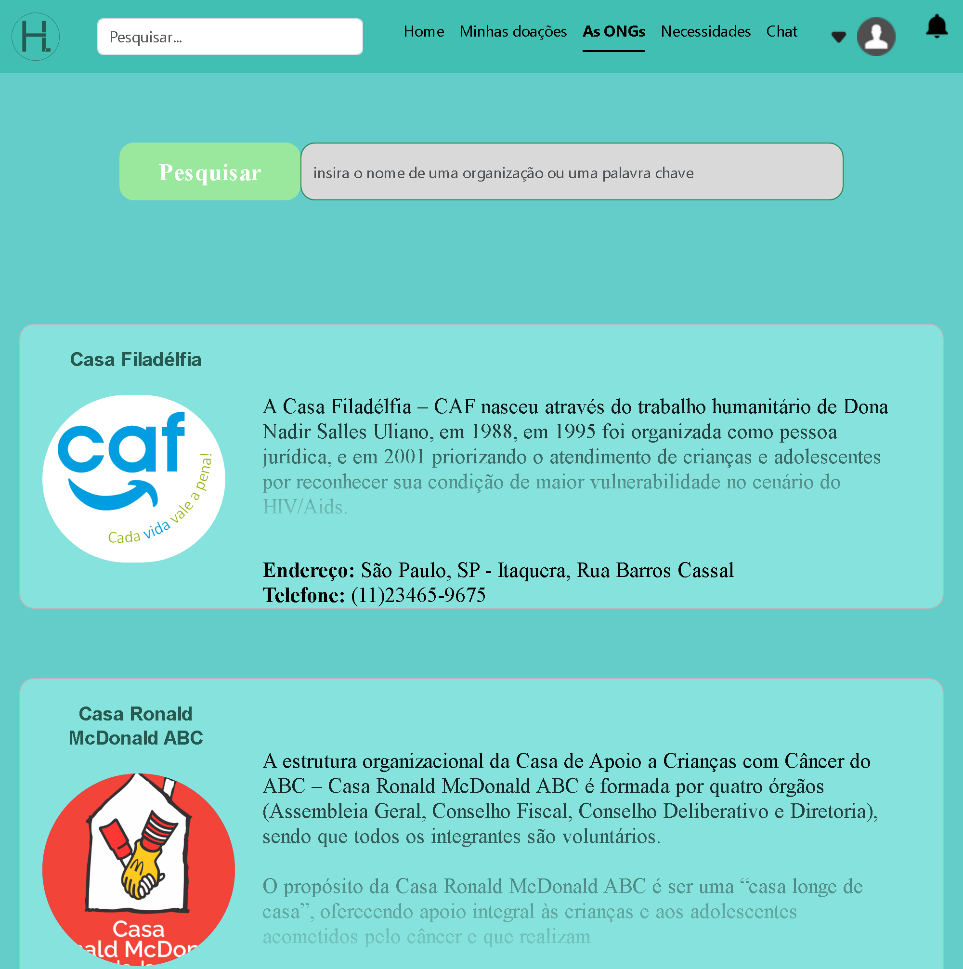 H.
Pesquisar...
Home Minhas doações As ONGs Necessidades Chat
Pesquisar
insira o nome de uma organização ou uma palavra chave
Casa Filadélfia
caf
Cada vida vale a pena!
A Casa Filadélfia – CAF nasceu através do trabalho humanitário de Dona
Nadir Salles Uliano, em 1988, em 1995 foi organizada como pessoa
jurídica, e em 2001 priorizando o atendimento de crianças e adolescentes
por reconhecer sua condição de maior vulnerabilidade no cenário do
HIV/Aids.
Endereço: São Paulo, SP - Itaquera, Rua Barros Cassal
Telefone: (11)23465-9675
Casa Ronald
McDonald ABC
A estrutura organizacional da Casa de Apoio a Crianças com Câncer do
ABC – Casa Ronald McDonald ABC é formada por quatro órgãos
(Assembleia Geral, Conselho Fiscal, Conselho Deliberativo e Diretoria),
sendo que todos os integrantes são voluntários.
O propósito da Casa Ronald McDonald ABC é ser uma “casa longe de
casa”, oferecendo apoio integral às crianças e aos adolescentes
acometidos pelo câncer e que realizam
Casa
ald McDon